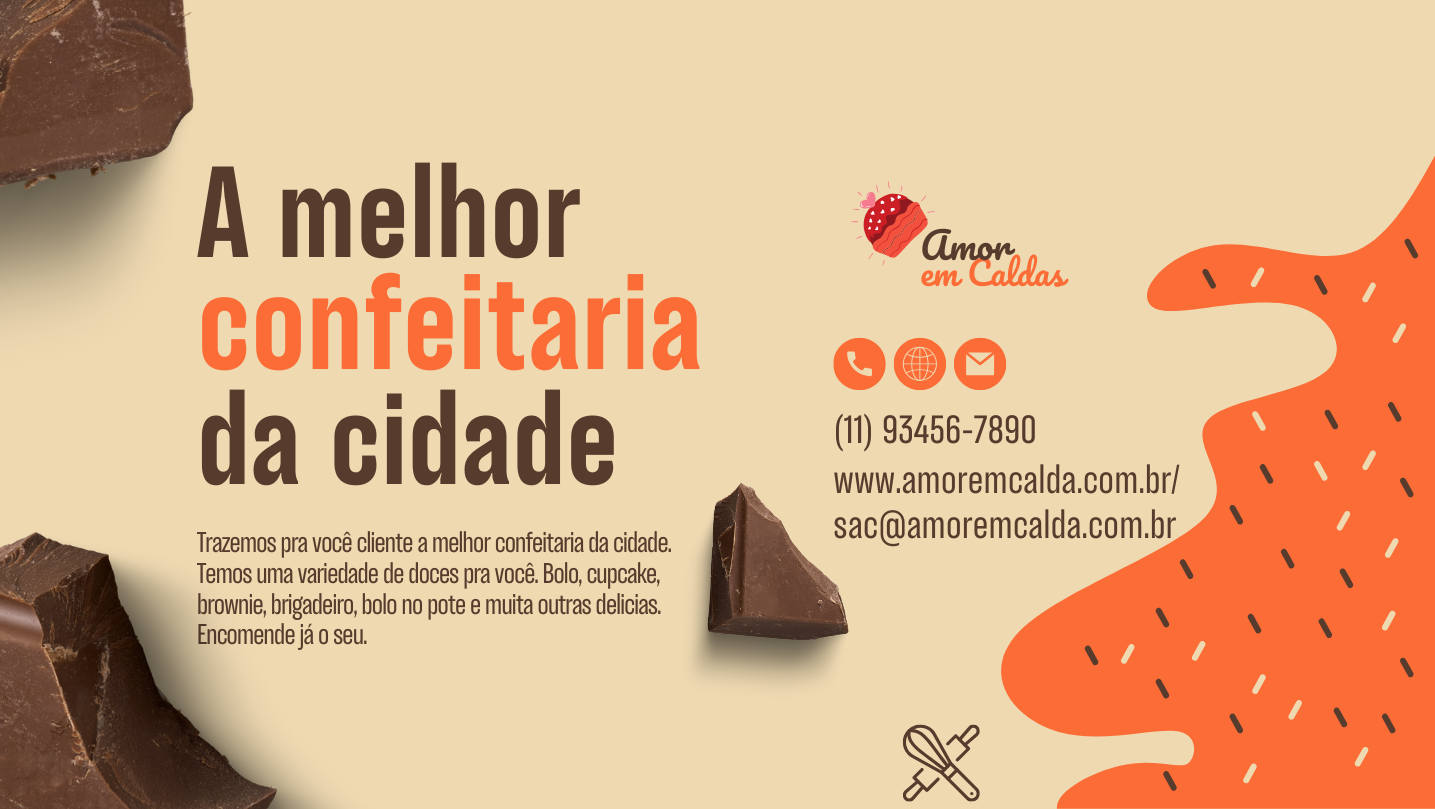 A melhor
confeitaria
da cidade
Trazemos pra você cliente a melhor confeitaria da cidade.
Temos uma variedade de doces pra você. Bolo, cupcake,
brownie, brigadeiro, bolo no pote e muita outras delicias.
Encomende já o seu.
Amor
em Caldas
(11) 93456-7890
www.amoremcalda.com.br/
sac@amoremcalda.com.br